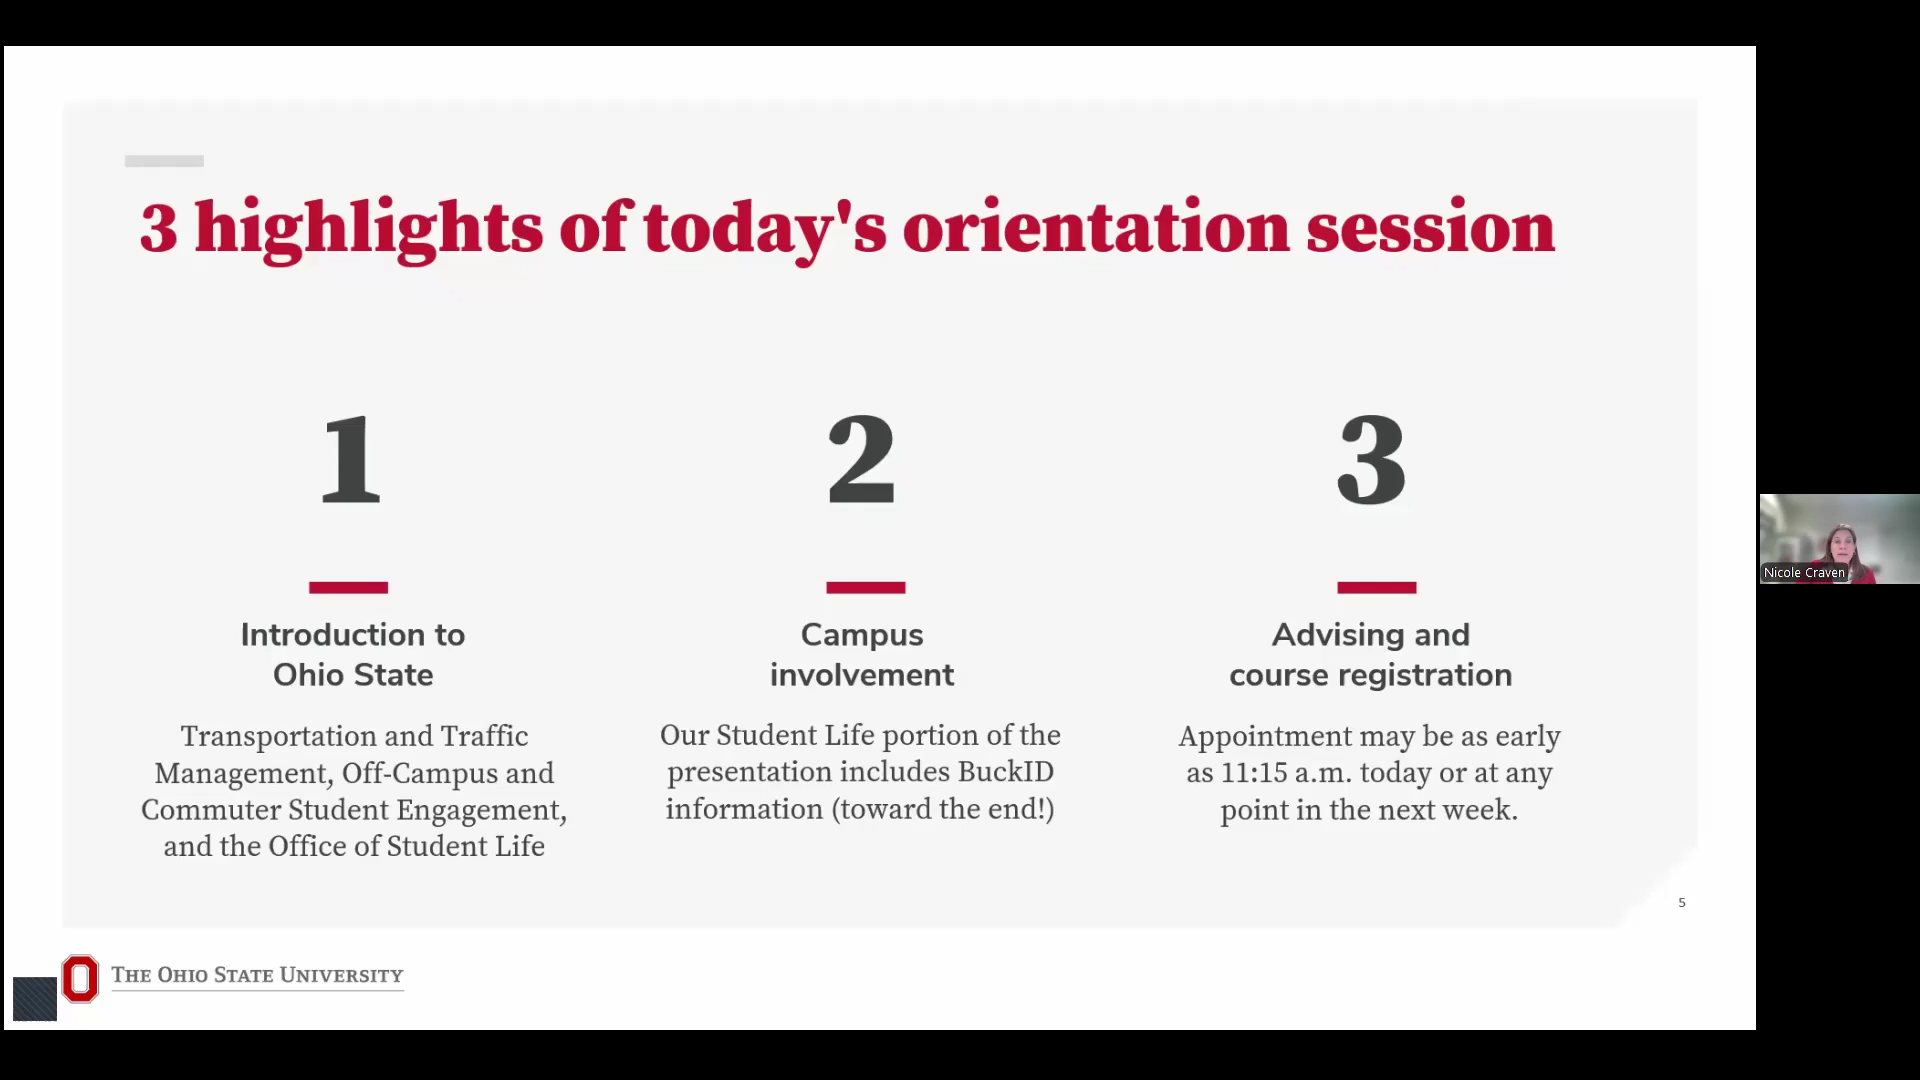 3 highlights of today's orientation session
1
Introduction to
Ohio State
Transportation and Traffic
Management, Off-Campus and
Commuter Student Engagement,
and the Office of Student Life
2
Campus
involvement
Our Student Life portion of the
presentation includes BuckID
information (toward the end!)
3
Advising and
course registration
Appointment may be as early
as 11:15 a.m. today or at any
point in the next week.
5
THE OHIO STATE UNIVERSITY
Nicole Craven